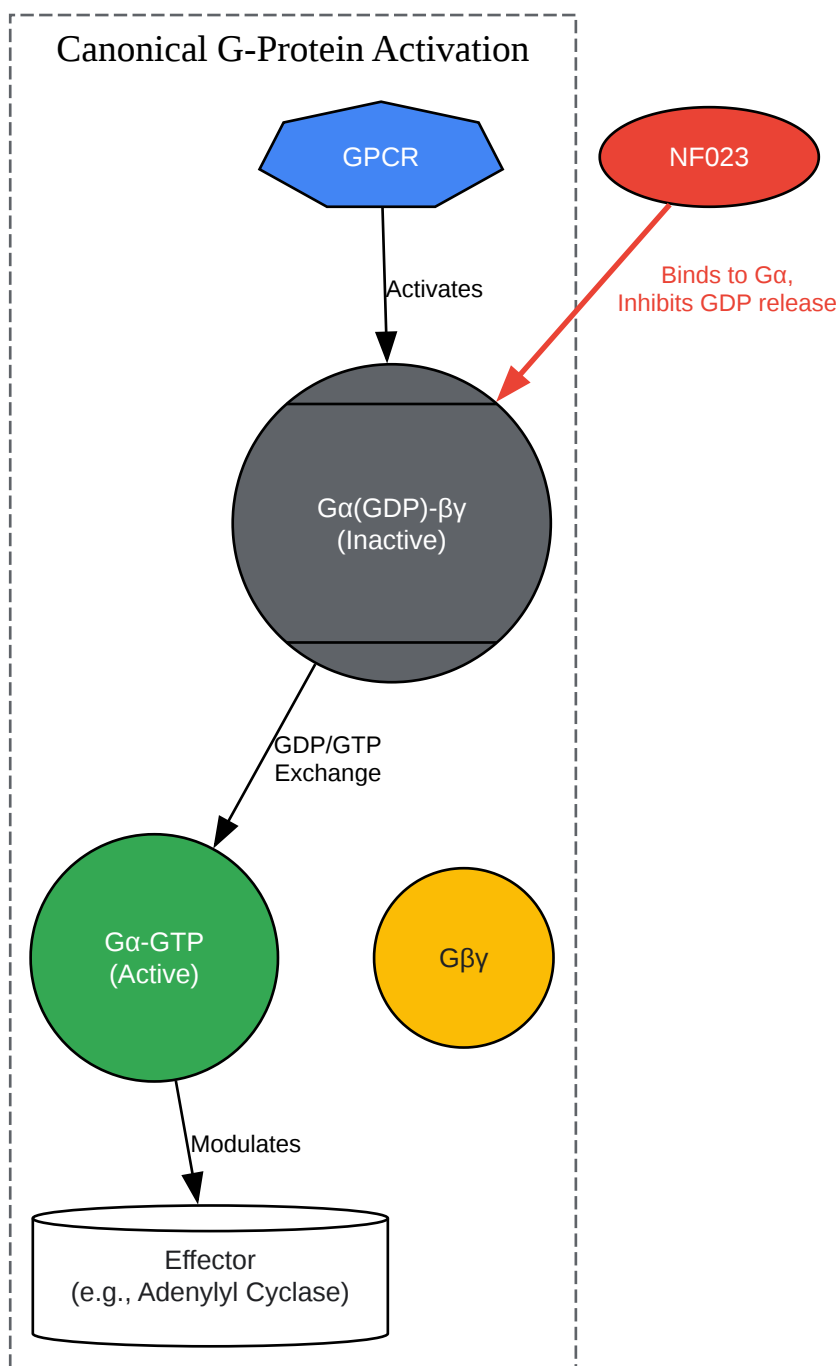 Canonical G-Protein Activation
GPCR
NF023
Activates
Binds to Gα,
Inhibits GDP release
Gα(GDP)-βγ
(Inactive)
GDP/GTP
Exchange
Gα-GTP
(Active)
Gβγ
Modulates
Effector
(e.g., Adenylyl Cyclase)